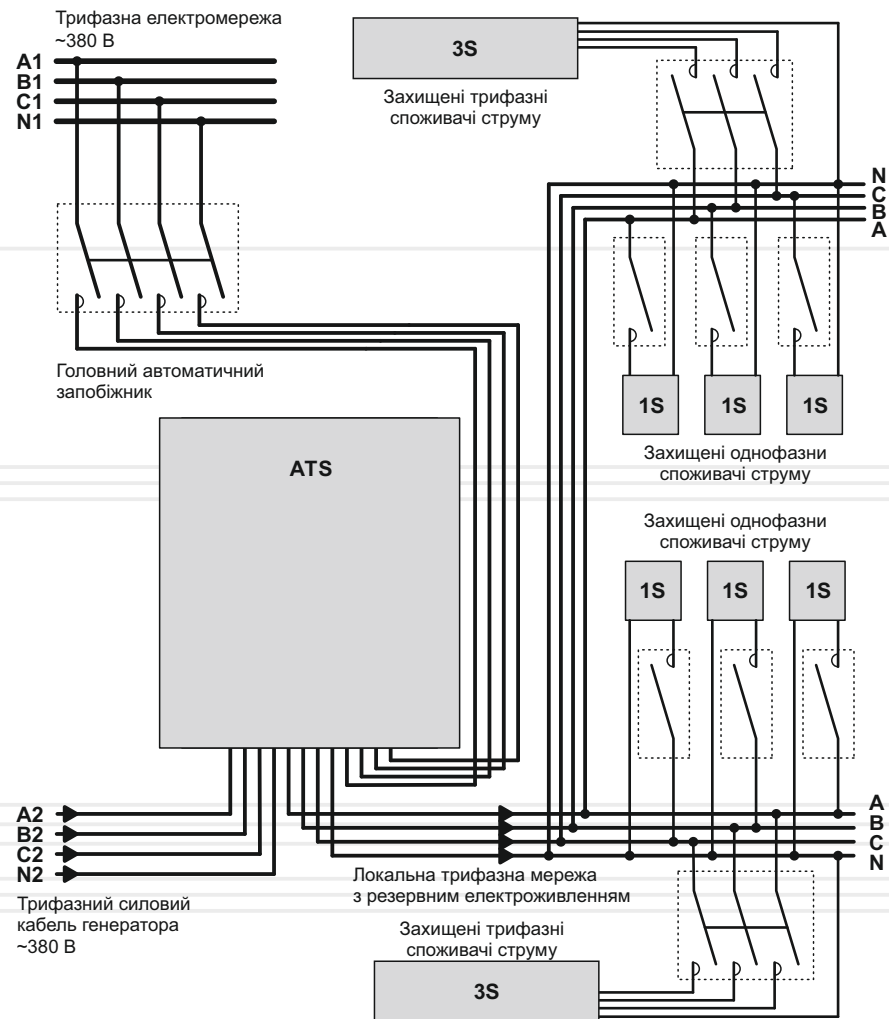 Трифазна електромережа
~380 В
A1
B1
C1
N1
3S
Захищені трифазні
споживачі струму
N
C
B
A
Головний автоматичний
запобіжник
1S
1S
1S
Захищені однофазни
споживачі струму
ATS
Захищені однофазни
споживачі струму
1S
1S
1S
A2
B2
C2
N2
A
B
C
N
Локальна трифазна мережа
з резервним електроживленням
Трифазний силовий
кабель генератора
~380 В
Захищені трифазні
споживачі струму
3S